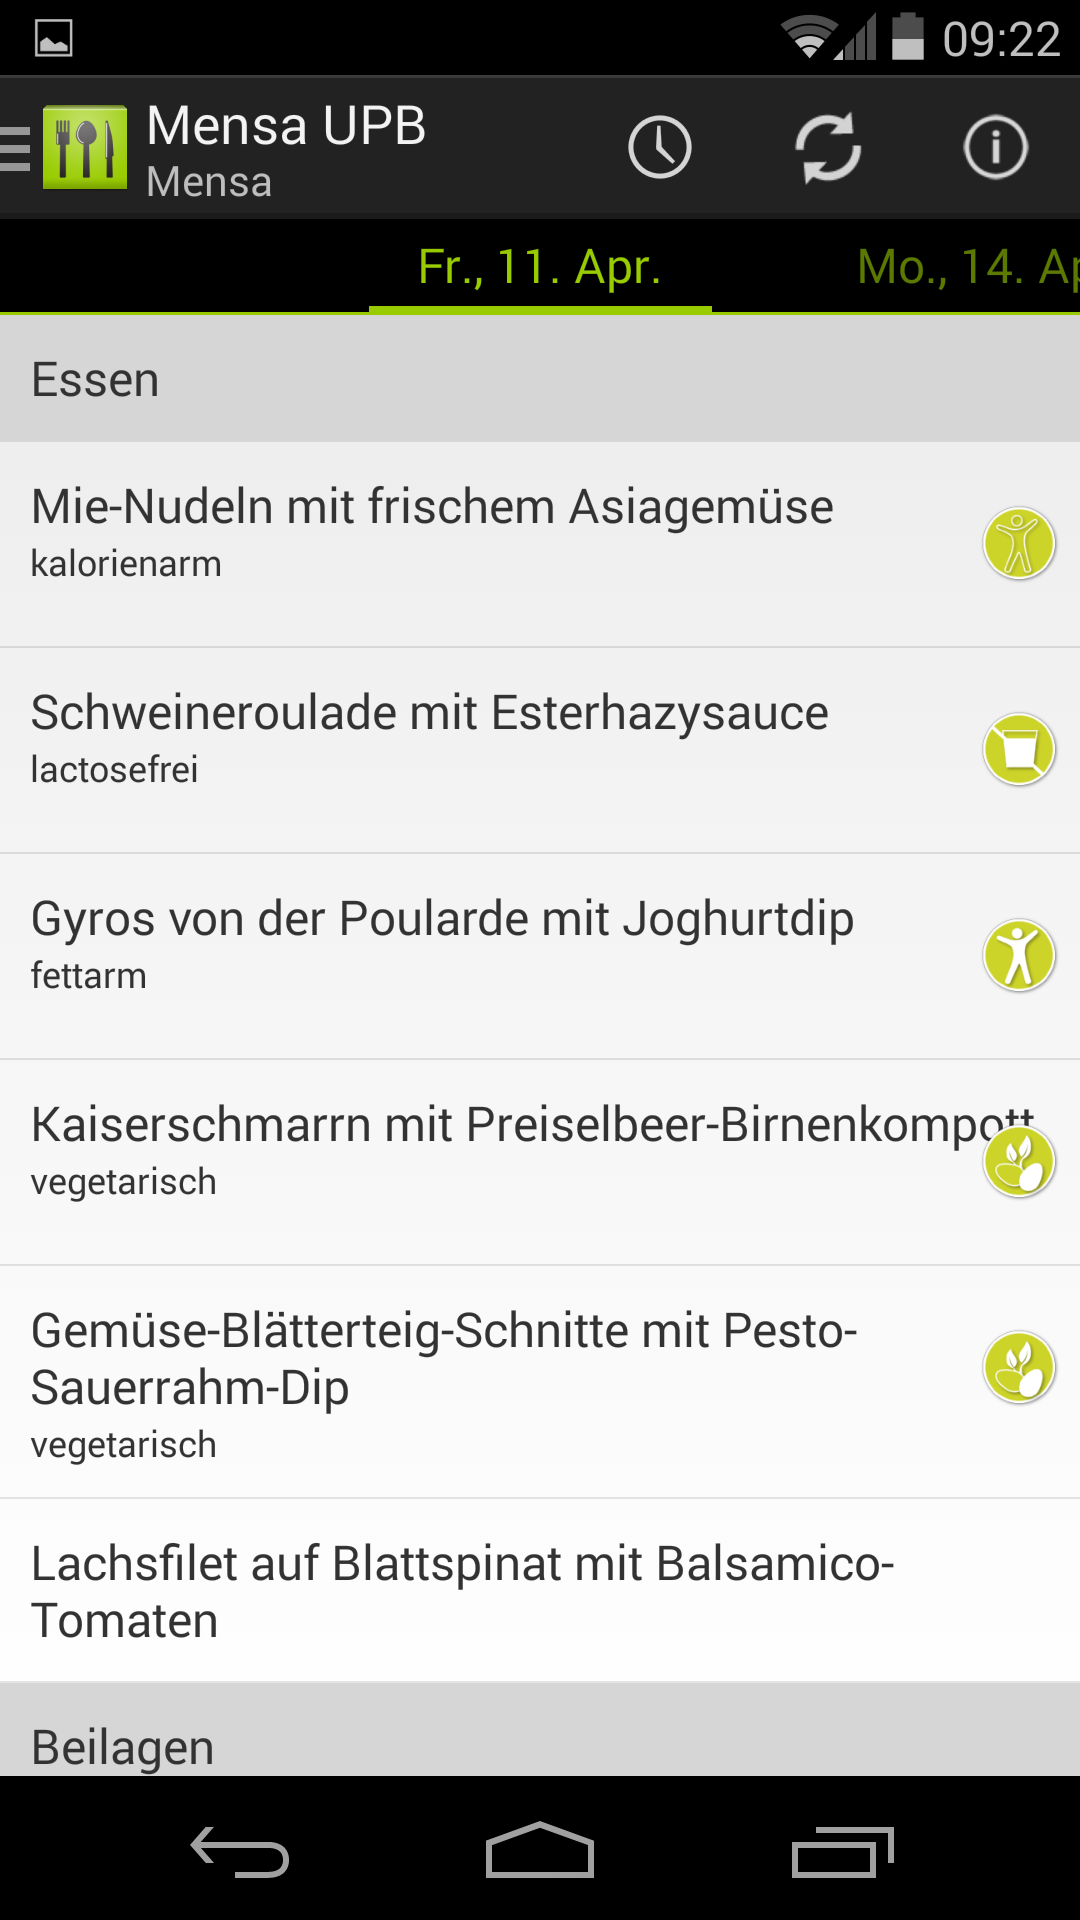 09:22
Mensa UPB
Mensa
Fr., 11. Apr.
Mo., 14. Ap
Essen
Mie-Nudeln mit frischem Asiagemüse
kalorienarm
Schweineroulade mit Esterhazysauce
lactosefrei
Gyros von der Poularde mit Joghurtdip
fettarm
Kaiserschmarrn mit Preiselbeer-Birnenkompott
vegetarisch
Gemüse-Blätterteig-Schnitte mit Pesto-
Sauerrahm-Dip
vegetarisch
Lachsfilet auf Blattspinat mit Balsamico-
Tomaten
Beilagen